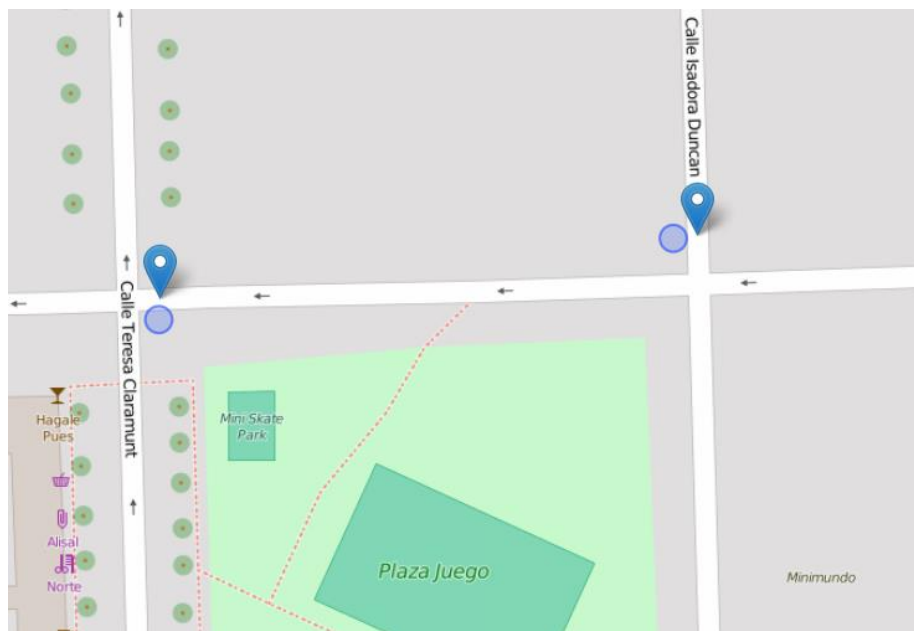 Calle Isadora Duncan
Calle Teresa Claramunt
Hagale
Pues
Mini Skate
Park
Alisal
Norte
Plaza Juego
Minimundo